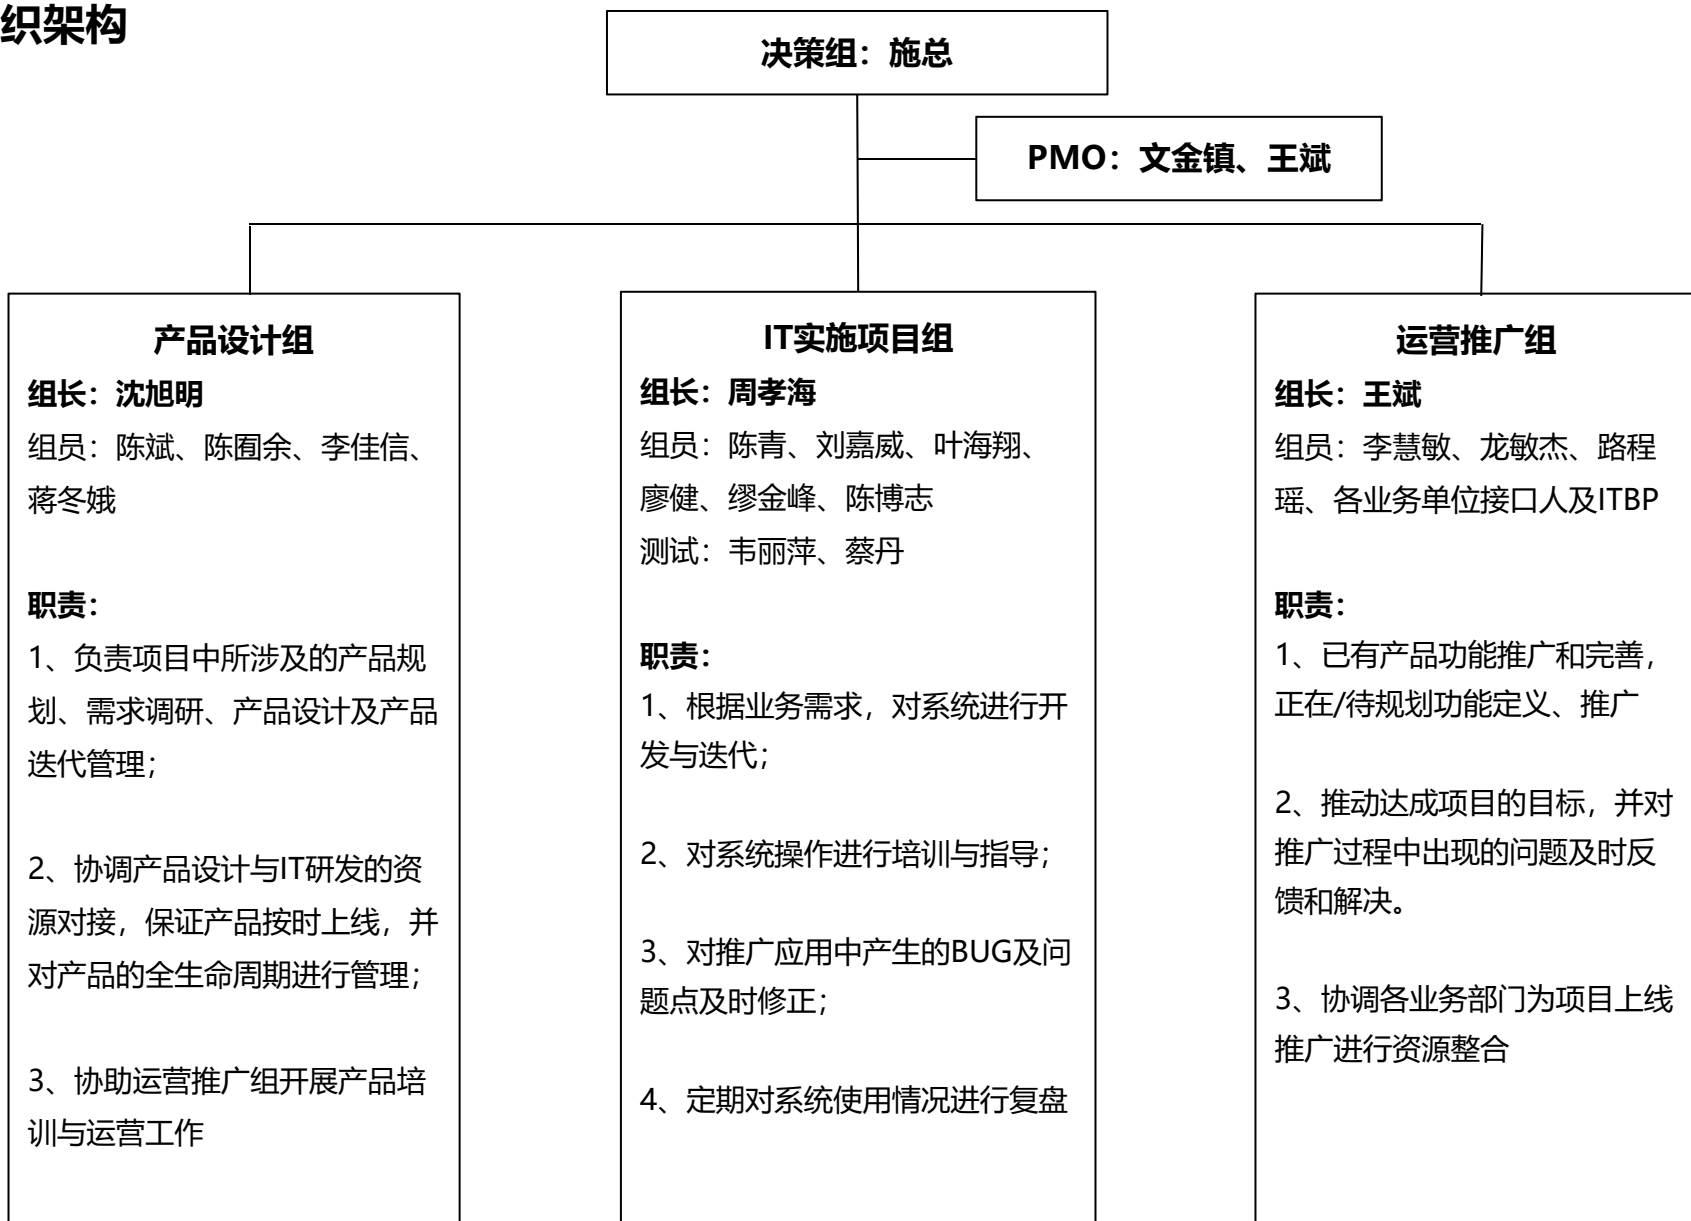 织架构
决策组：施总
PMO：文金镇、王斌
产品设计组
组长：沈旭明
组员：陈斌、陈囿余、李佳信、
蒋冬娥
职责：
1、负责项目中所涉及的产品规
划、需求调研、产品设计及产品
迭代管理；
2、协调产品设计与IT研发的资
源对接，保证产品按时上线，并
对产品的全生命周期进行管理；
3、协助运营推广组开展产品培
训与运营工作
IT实施项目组
组长：周孝海
组员：陈青、刘嘉威、叶海翔、
廖健、缪金峰、陈博志
测试：韦丽萍、蔡丹
职责：
1、根据业务需求，对系统进行开
发与迭代；
2、对系统操作进行培训与指导；
3、对推广应用中产生的BUG及问
题点及时修正；
4、定期对系统使用情况进行复盘
运营推广组
组长：王斌
组员：李慧敏、龙敏杰、路程
瑶、各业务单位接口人及ITBP
职责：
1、已有产品功能推广和完善，
正在/待规划功能定义、推广
2、推动达成项目的目标，并对
推广过程中出现的问题及时反
馈和解决。
3、协调各业务部门为项目上线
推广进行资源整合